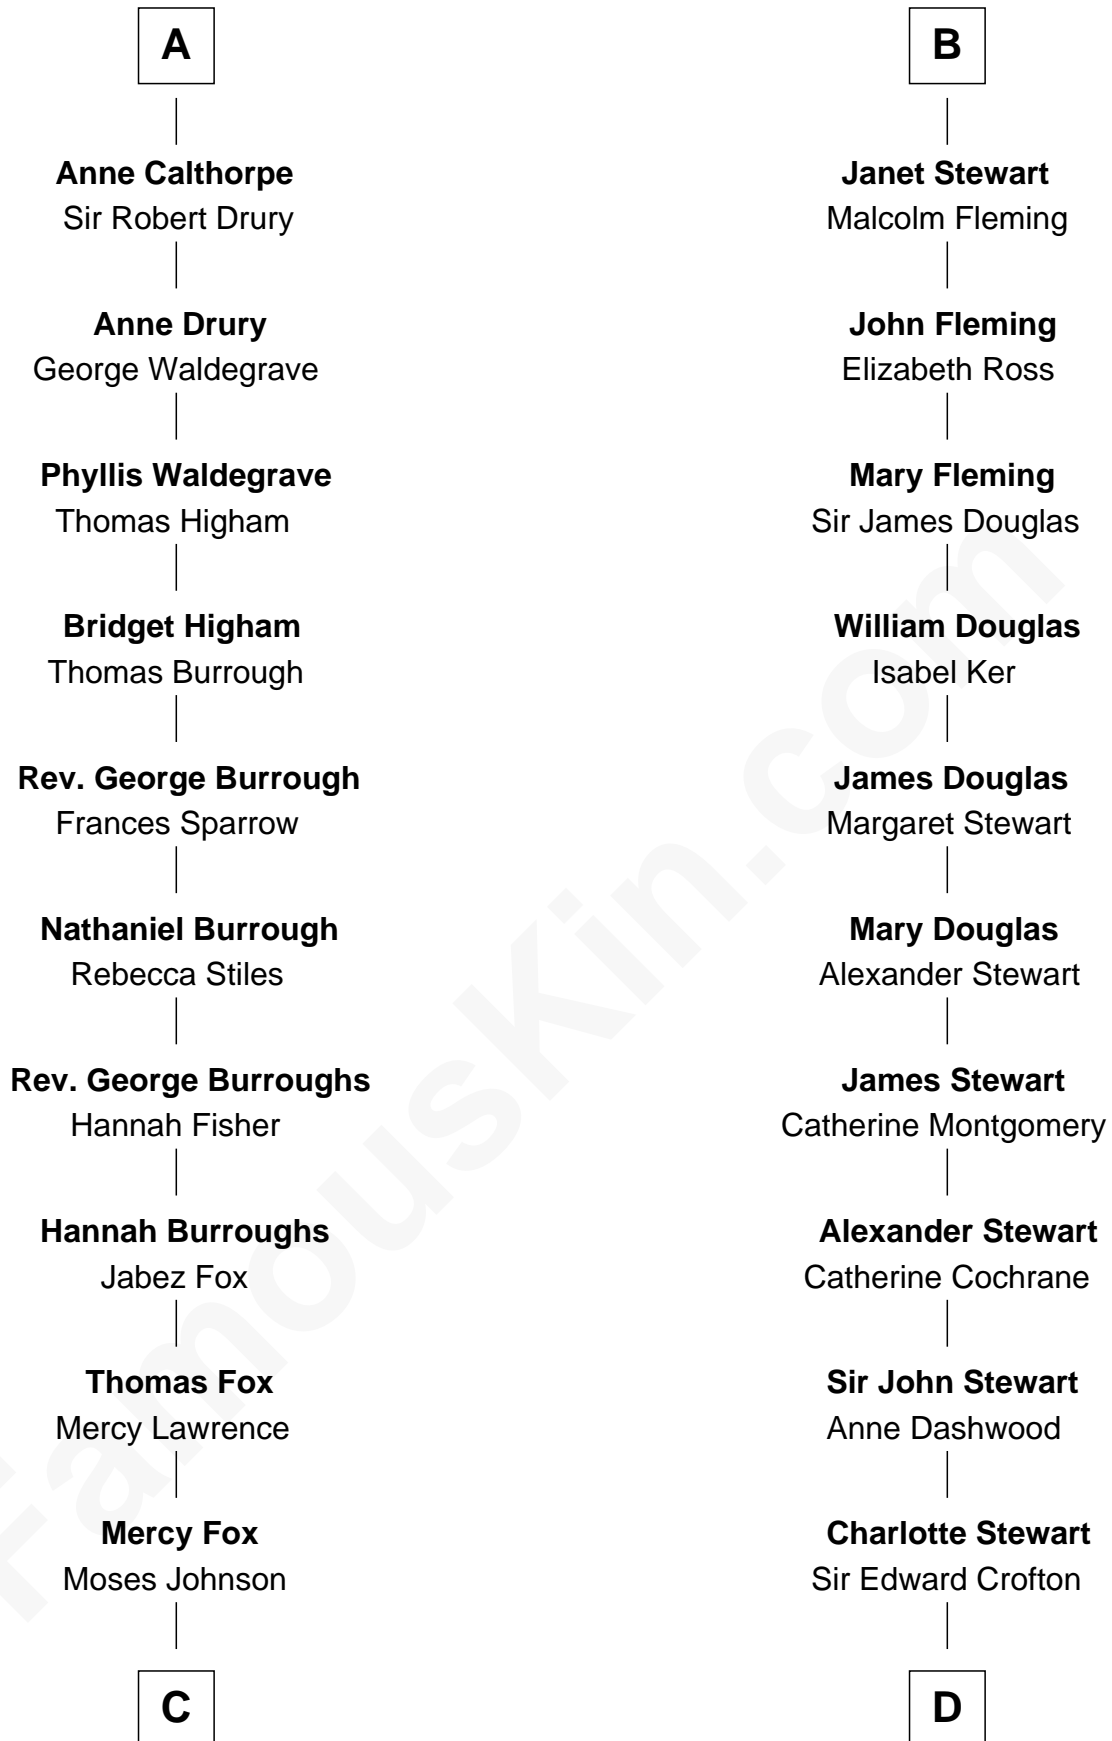 A
Anne Calthorpe
Sir Robert Drury
Anne Drury
George Waldegrave
Phyllis Waldegrave
Thomas Higham
Bridget Higham
Thomas Burrough
Rev. George Burrough
Frances Sparrow
Nathaniel Burrough
Rebecca Stiles
Rev. George Burroughs
Hannah Fisher
Hannah Burroughs
Jabez Fox
Thomas Fox
Mercy Lawrence
Mercy Fox
Moses Johnson
C
B
Janet Stewart
Malcolm Fleming
John Fleming
Elizabeth Ross
Mary Fleming
Sir James Douglas
William Douglas
Isabel Ker
James Douglas
Margaret Stewart
Mary Douglas
Alexander Stewart
James Stewart
Catherine Montgomery
Alexander Stewart
Catherine Cochrane
Sir John Stewart
Anne Dashwood
Charlotte Stewart
Sir Edward Crofton
D
FamousKin.com